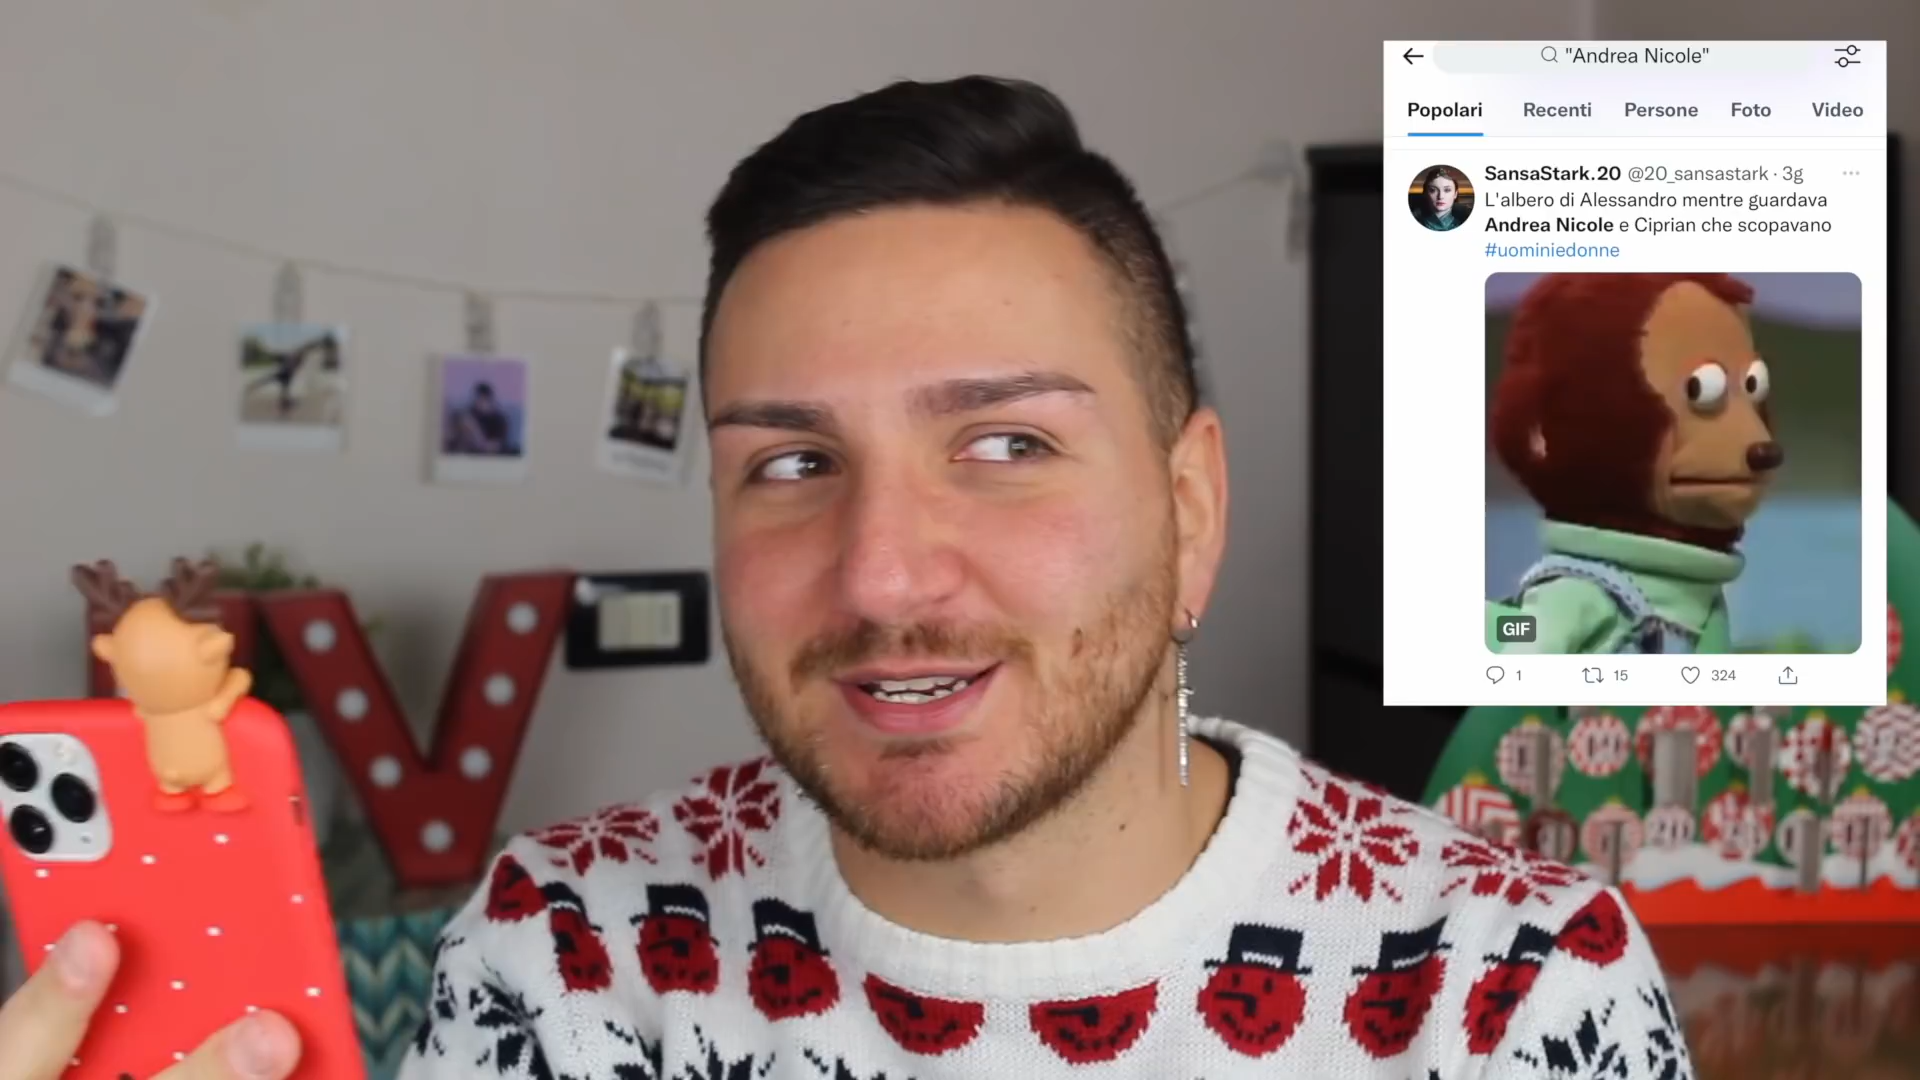 "Andrea Nicole"
Popolari Recenti Persone Foto Video
SansaStark.20 @20_sansastark · 3g
L'albero di Alessandro mentre guardava
Andrea Nicole e Ciprian che scopavano
#uominiedonne
GIF
1 15 324
V
20